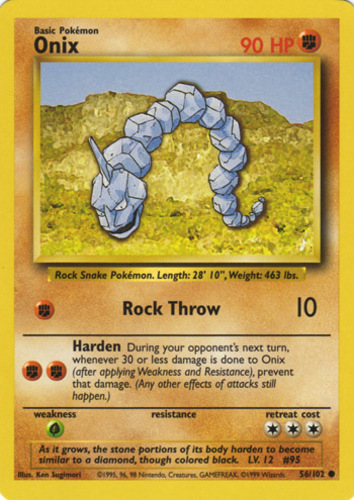 Basic Pokémon
Onix
90 HP
Rock Snake Pokémon. Length: 28' 10", Weight: 463 lbs.
Rock Throw 10
Harden During your opponent's next turn,
whenever 30 or less damage is done to Onix
(after applying Weakness and Resistance), prevent
that damage. (Any other effects of attacks still
happen.)
weakness resistance retreat cost
As it grows, the stone portions of its body harden to become
similar to a diamond, though colored black. LV. 12 #95
Illus. Ken Sugimori ©1995, 96, 98 Nintendo, Creatures, GAMEFREAK. ©1999 Wizards. 56/102